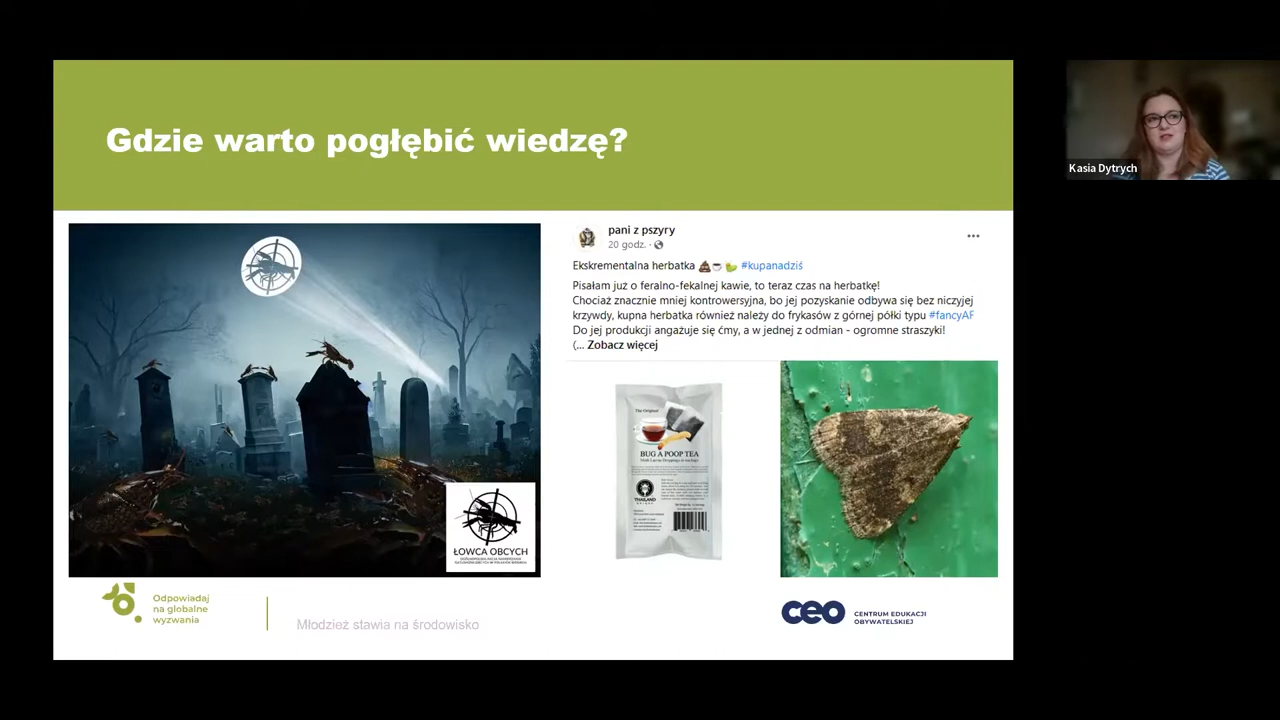 Gdzie warto pogłębić wiedzę?
Kasia Dytrych
pani z pszyry
20 godz.
Ekskrementalna herbatka #kupanadziś
Pisałam już o feralno-fekalnej kawie, to teraz czas na herbatkę!
Chociaż znacznie mniej kontrowersyjna, bo jej pozyskanie odbywa się bez niczyjej
krzywdy, kupna herbatka również należy do frykasów z górnej półki typu #fancyAF
Do jej produkcji angażuje się ćmy, a w jednej z odmian - ogromne straszyki!
(... Zobacz więcej
ŁOWCA OBCYCH
The Original
BUG A POOP TEA
THAILAND
UNIQUE
Odpowiadaj
na globalne
wyzwania
Młodzież stawia na środowisko
ceo
CENTRUM EDUKACJI
OBYWATELSKIEJ